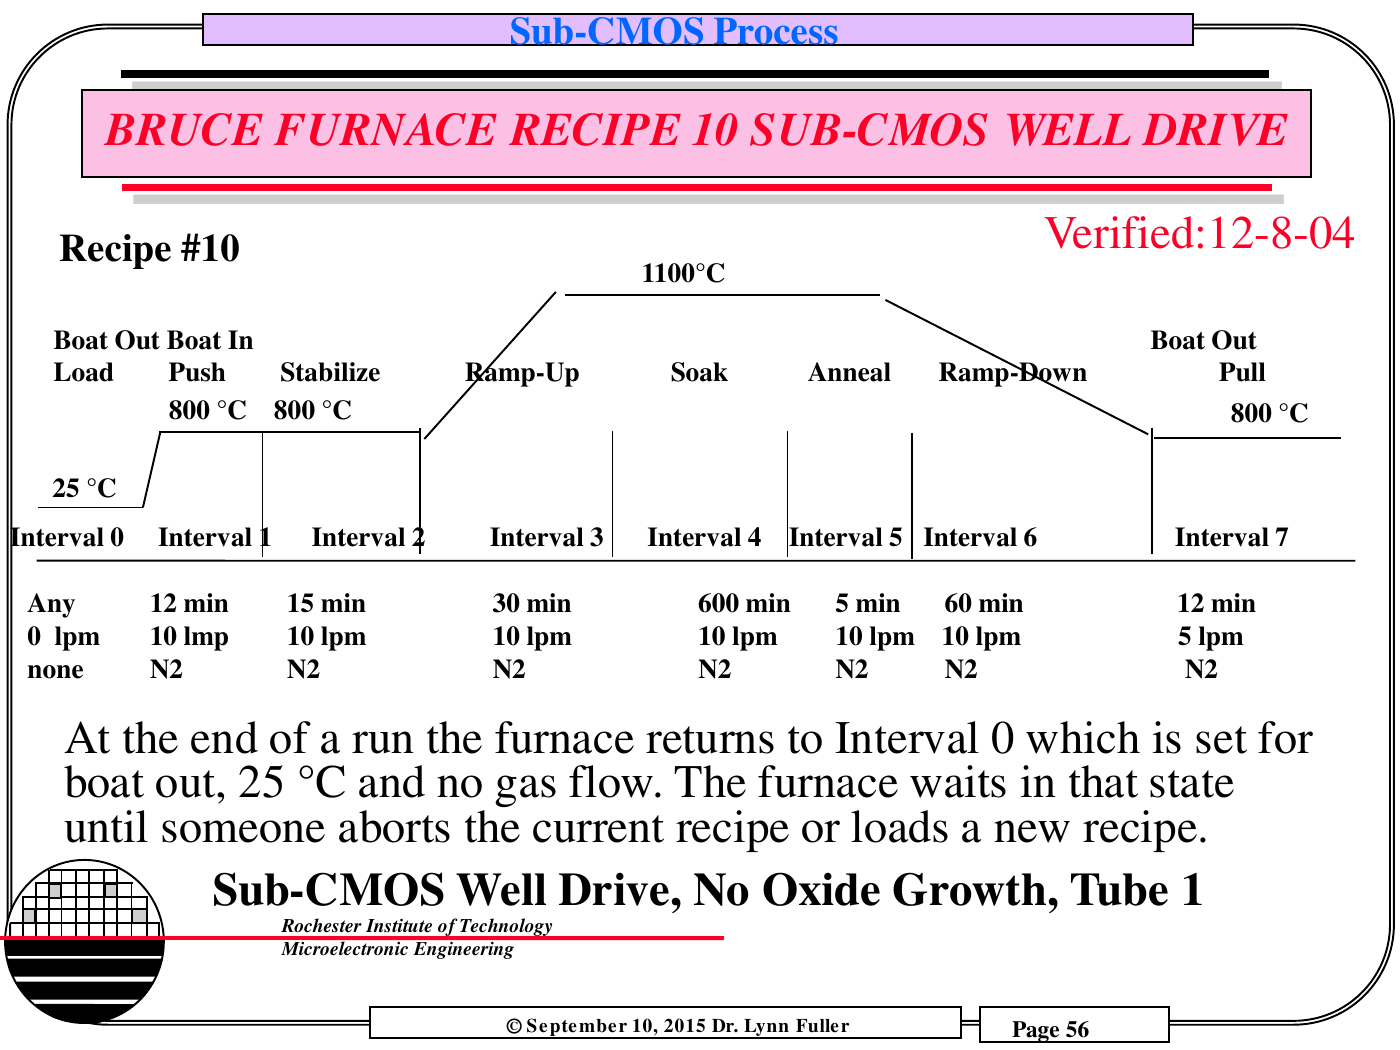 Sub-CMOS Process
BRUCE FURNACE RECIPE 10 SUB-CMOS WELL DRIVE
Verified:12-8-04
Recipe #10
1100°C
Boat Out Boat In Boat Out
Load Push Stabilize Ramp-Up Soak Anneal Ramp-Down Pull
800 °C 800 °C 800 °C
25 °C
Interval 0 Interval 1 Interval 2 Interval 3 Interval 4 Interval 5 Interval 6 Interval 7
Any 12 min 15 min 30 min 600 min 5 min 60 min 12 min
0 lpm 10 lmp 10 lpm 10 lpm 10 lpm 10 lpm 10 lpm 5 lpm
none N2 N2 N2 N2 N2 N2 N2
At the end of a run the furnace returns to Interval 0 which is set for
boat out, 25 °C and no gas flow. The furnace waits in that state
until someone aborts the current recipe or loads a new recipe.
Sub-CMOS Well Drive, No Oxide Growth, Tube 1
Rochester Institute of Technology
Microelectronic Engineering
© September 10, 2015 Dr. Lynn Fuller
Page 56